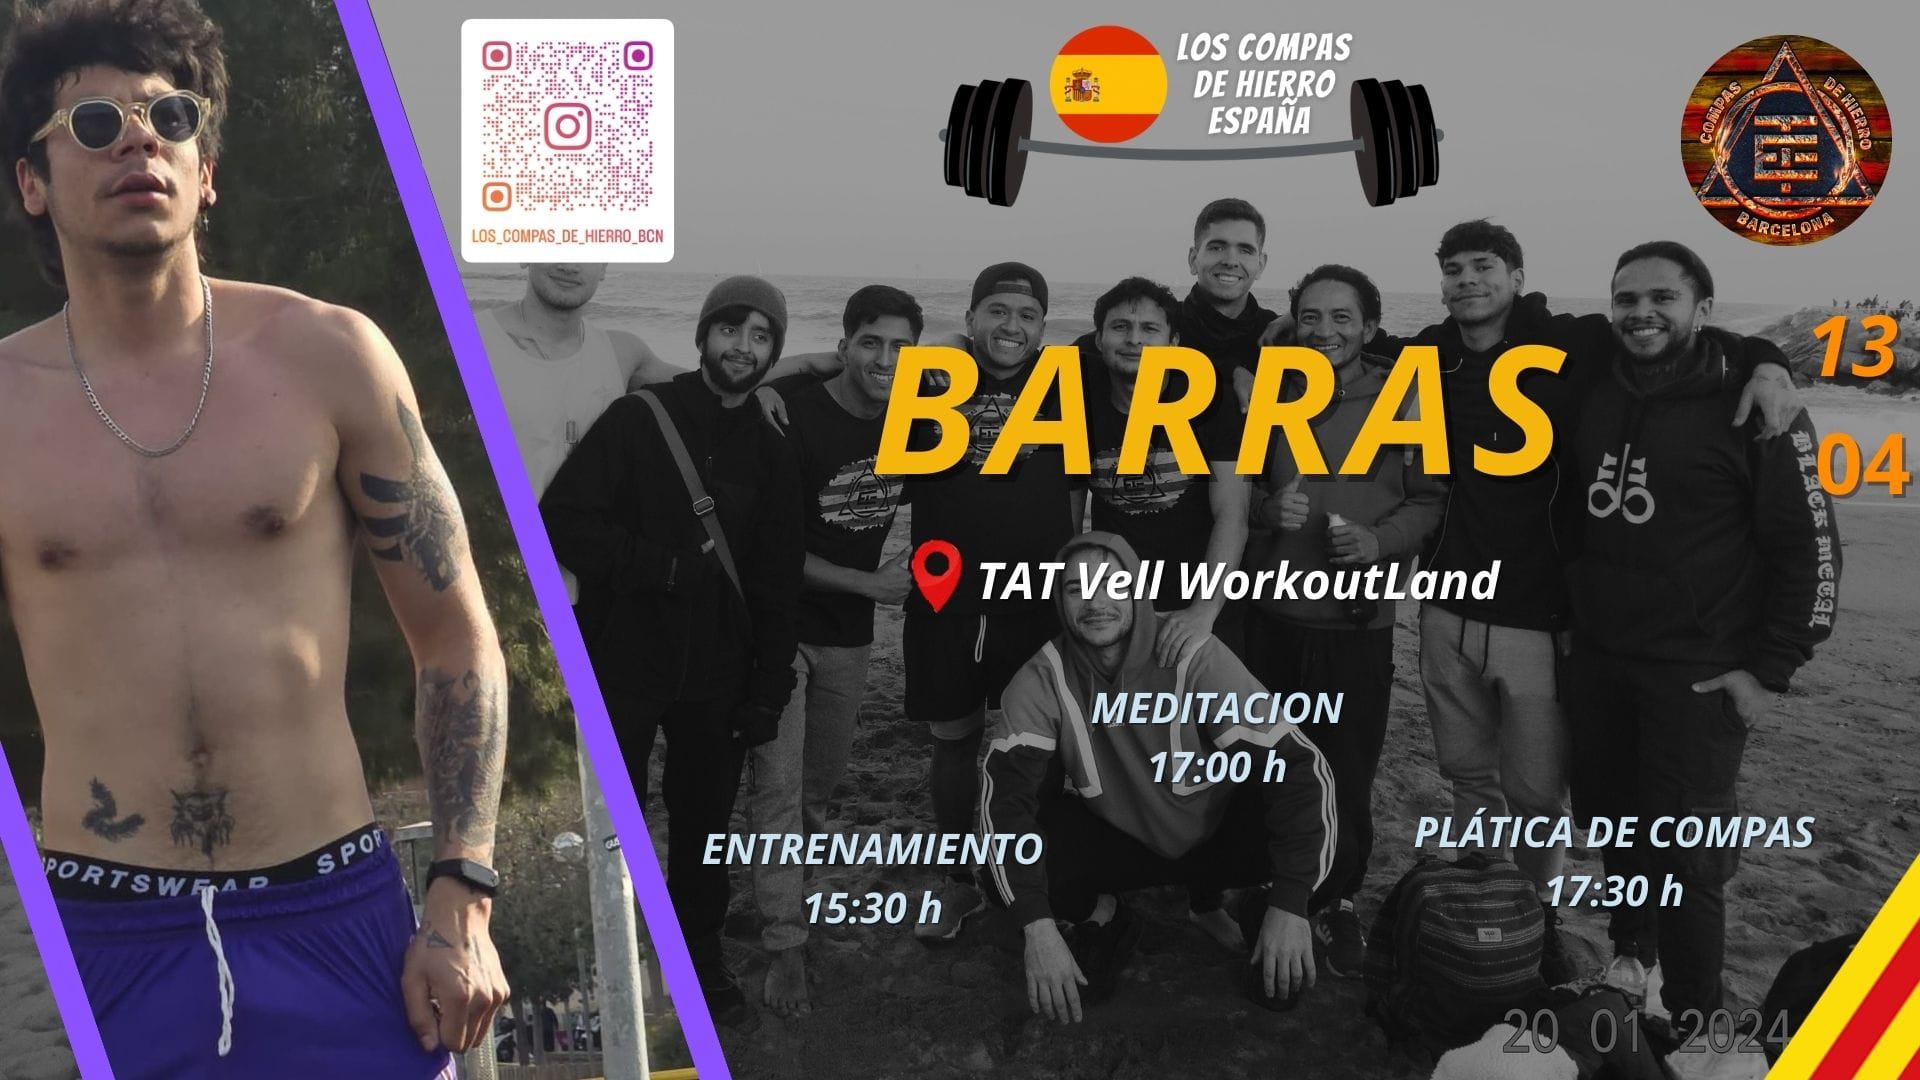 LOS_COMPAS_DE_HIERRO_BCN
LOS COMPAS
DE HIERRO
ESPAÑA
COMPAS DE HIERRO
BARCELONA
13
04
BARRAS
TAT Vell WorkoutLand
MEDITACION
17:00 h
ENTRENAMIENTO
15:30 h
PLÁTICA DE COMPAS
17:30 h
BLACK METAL
SPORTSWEAR SPOR
20 01 2024